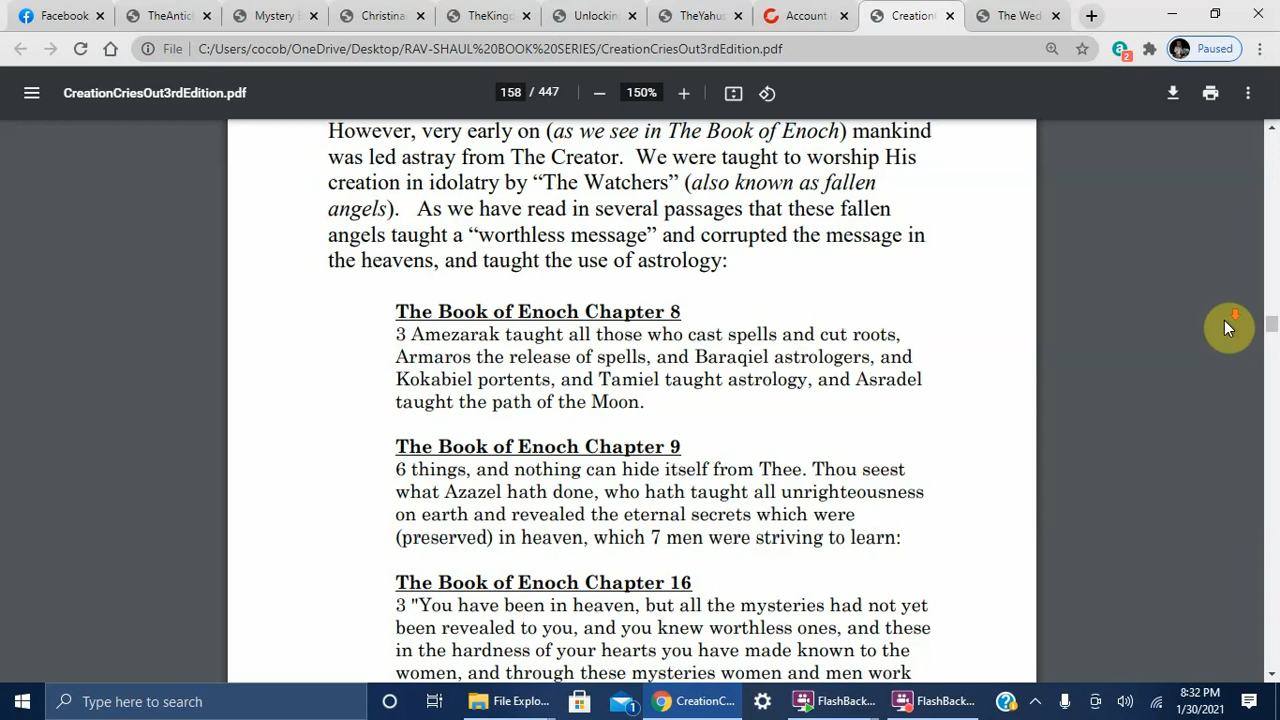 Facebook
TheAntich
Mystery B
Christina
TheKing
Unlockin
TheYahus
Account
Creation
The Wed
File
C:/Users/cocob/OneDrive/Desktop/RAV-SHAUL%20BOOK%20SERIES/CreationCriesOut3rdEdition.pdf
2
Paused
CreationCriesOut3rdEdition.pdf
158 / 447
150%
However, very early on (as we see in The Book of Enoch) mankind
was led astray from The Creator. We were taught to worship His
creation in idolatry by “The Watchers” (also known as fallen
angels). As we have read in several passages that these fallen
angels taught a “worthless message” and corrupted the message in
the heavens, and taught the use of astrology:
The Book of Enoch Chapter 8
3 Amezarak taught all those who cast spells and cut roots,
Armaros the release of spells, and Baraqiel astrologers, and
Kokabiel portents, and Tamiel taught astrology, and Asradel
taught the path of the Moon.
The Book of Enoch Chapter 9
6 things, and nothing can hide itself from Thee. Thou seest
what Azazel hath done, who hath taught all unrighteousness
on earth and revealed the eternal secrets which were
(preserved) in heaven, which 7 men were striving to learn:
The Book of Enoch Chapter 16
3 "You have been in heaven, but all the mysteries had not yet
been revealed to you, and you knew worthless ones, and these
in the hardness of your hearts you have made known to the
women, and through these mysteries women and men work
Type here to search
File Explo...
1
CreationC...
FlashBack...
FlashBack...
8:32 PM
1/30/2021